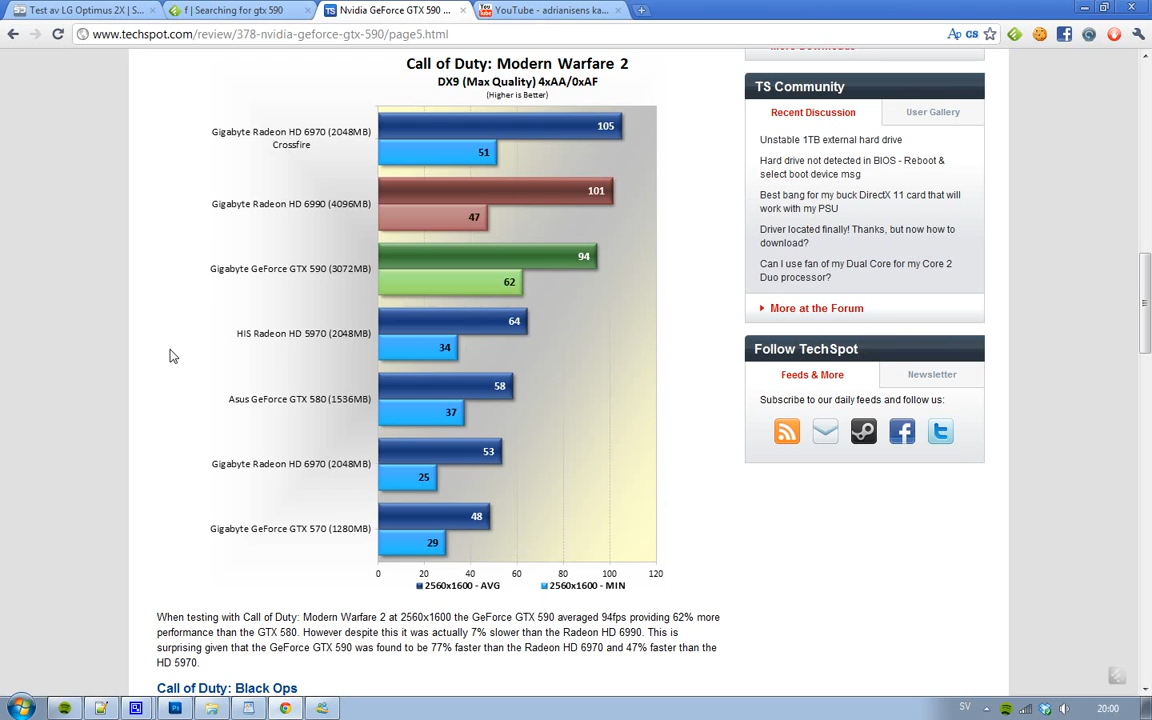 Test av LG Optimus 2X | S...
f | Searching for gtx 590
TS Nvidia GeForce GTX 590 ...
You Tube YouTube - adrianisens ka...
www.techspot.com/review/378-nvidia-geforce-gtx-590/page5.html
Call of Duty: Modern Warfare 2
DX9 (Max Quality) 4xAA/0xAF
(Higher is Better)
Gigabyte Radeon HD 6970 (2048MB)
Crossfire
105
51
Gigabyte Radeon HD 6990 (4096MB)
101
47
Gigabyte GeForce GTX 590 (3072MB)
94
62
HIS Radeon HD 5970 (2048MB)
64
34
Asus GeForce GTX 580 (1536MB)
58
37
Gigabyte Radeon HD 6970 (2048MB)
53
25
Gigabyte GeForce GTX 570 (1280MB)
48
29
0 20 40 60 80 100 120
2560x1600 - AVG 2560x1600 - MIN
When testing with Call of Duty: Modern Warfare 2 at 2560x1600 the GeForce GTX 590 averaged 94fps providing 62% more
performance than the GTX 580. However despite this it was actually 7% slower than the Radeon HD 6990. This is
surprising given that the GeForce GTX 590 was found to be 77% faster than the Radeon HD 6970 and 47% faster than the
HD 5970.
Call of Duty: Black Ops
TS Community
Recent Discussion User Gallery
Unstable 1TB external hard drive
Hard drive not detected in BIOS - Reboot &
select boot device msg
Best bang for my buck DirectX 11 card that will
work with my PSU
Driver located finally! Thanks, but now how to
download?
Can I use fan of my Dual Core for my Core 2
Duo processor?
More at the Forum
Follow TechSpot
Feeds & More Newsletter
Subscribe to our daily feeds and follow us:
SV
20:00